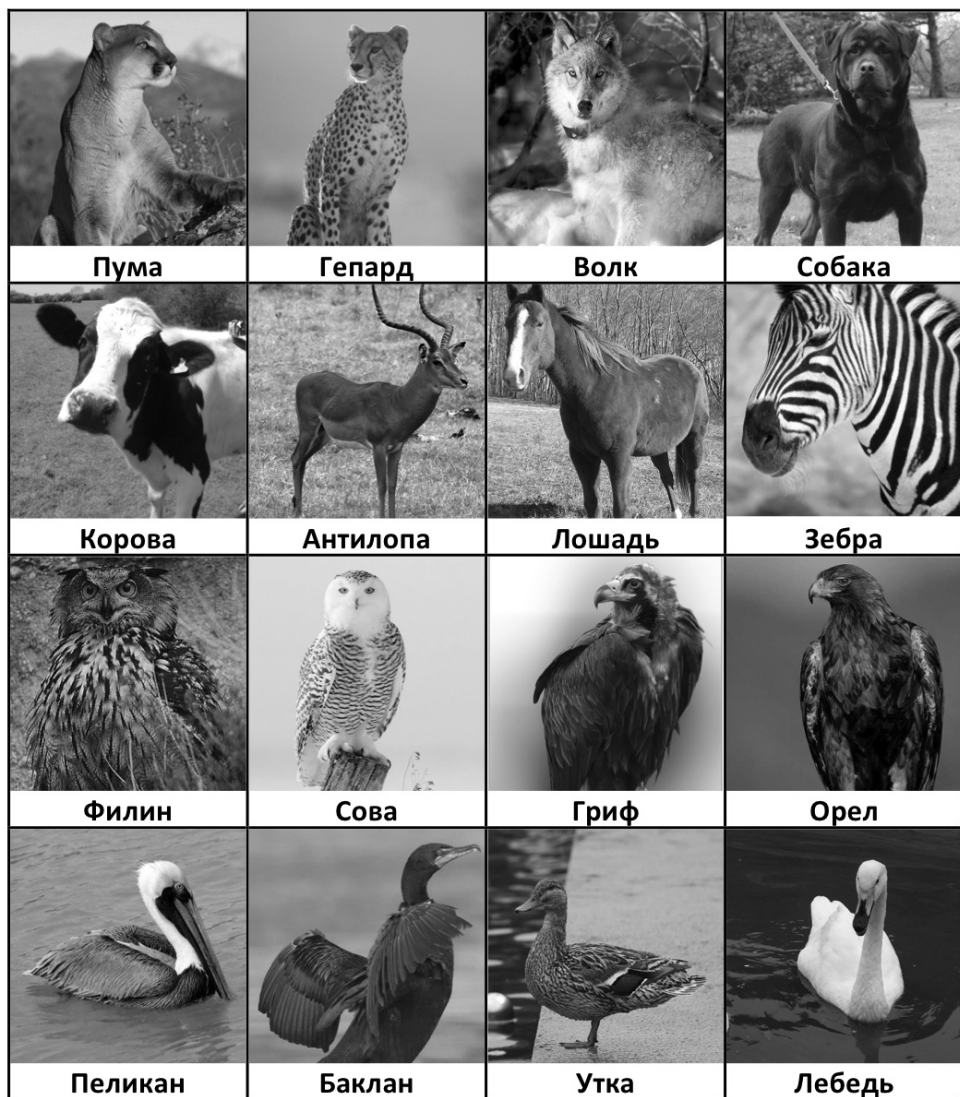 Пума Гепард Волк Собака
Корова Антилопа Лошадь Зебра
Филин Сова Гриф Орел
Пеликан Баклан Утка Лебедь